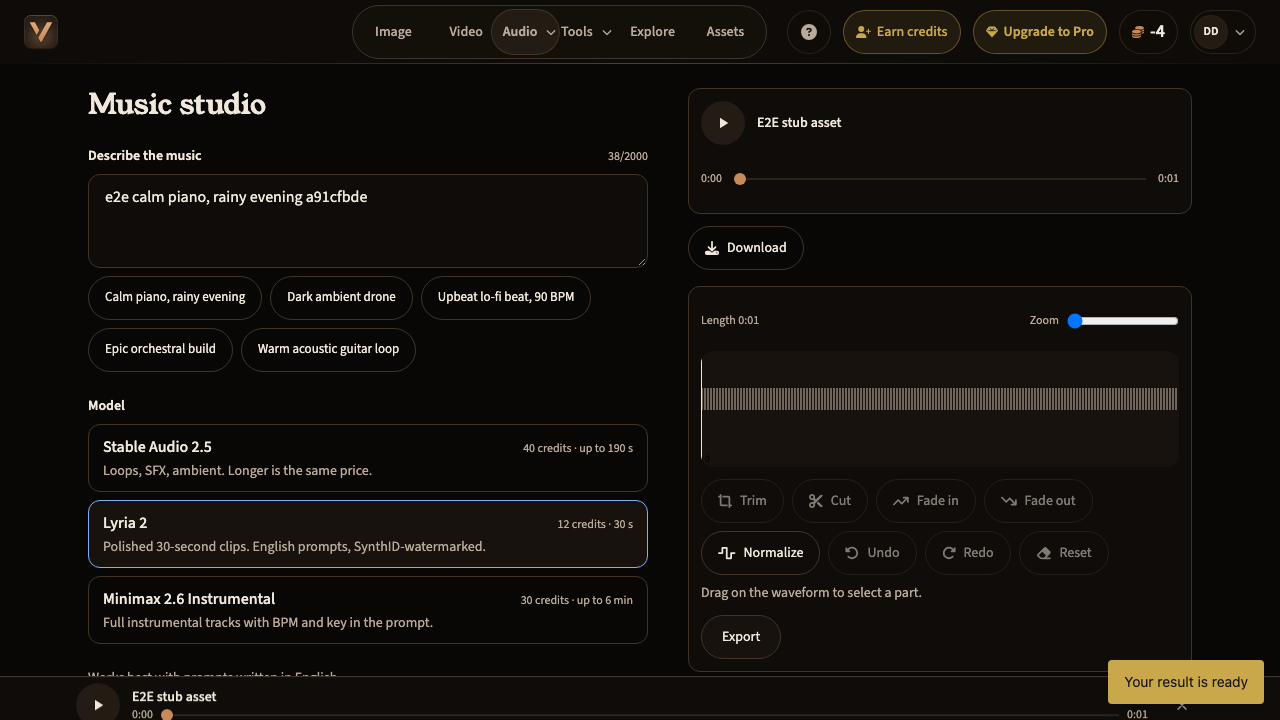 Image Video Audio Tools Explore Assets
? Earn credits Upgrade to Pro -4 DD
Music studio
Describe the music 38/2000
e2e calm piano, rainy evening a91cfbde
Calm piano, rainy evening Dark ambient drone Upbeat lo-fi beat, 90 BPM
Epic orchestral build Warm acoustic guitar loop
Model
Stable Audio 2.5 40 credits · up to 190 s
Loops, SFX, ambient. Longer is the same price.
Lyria 2 12 credits · 30 s
Polished 30-second clips. English prompts, SynthID-watermarked.
Minimax 2.6 Instrumental 30 credits · up to 6 min
Full instrumental tracks with BPM and key in the prompt.
Works best with prompts written in English.
E2E stub asset
0:00 0:01
Download
Length 0:01 Zoom
Trim Cut Fade in Fade out
Normalize Undo Redo Reset
Drag on the waveform to select a part.
Export
Your result is ready
E2E stub asset
0:00 0:01